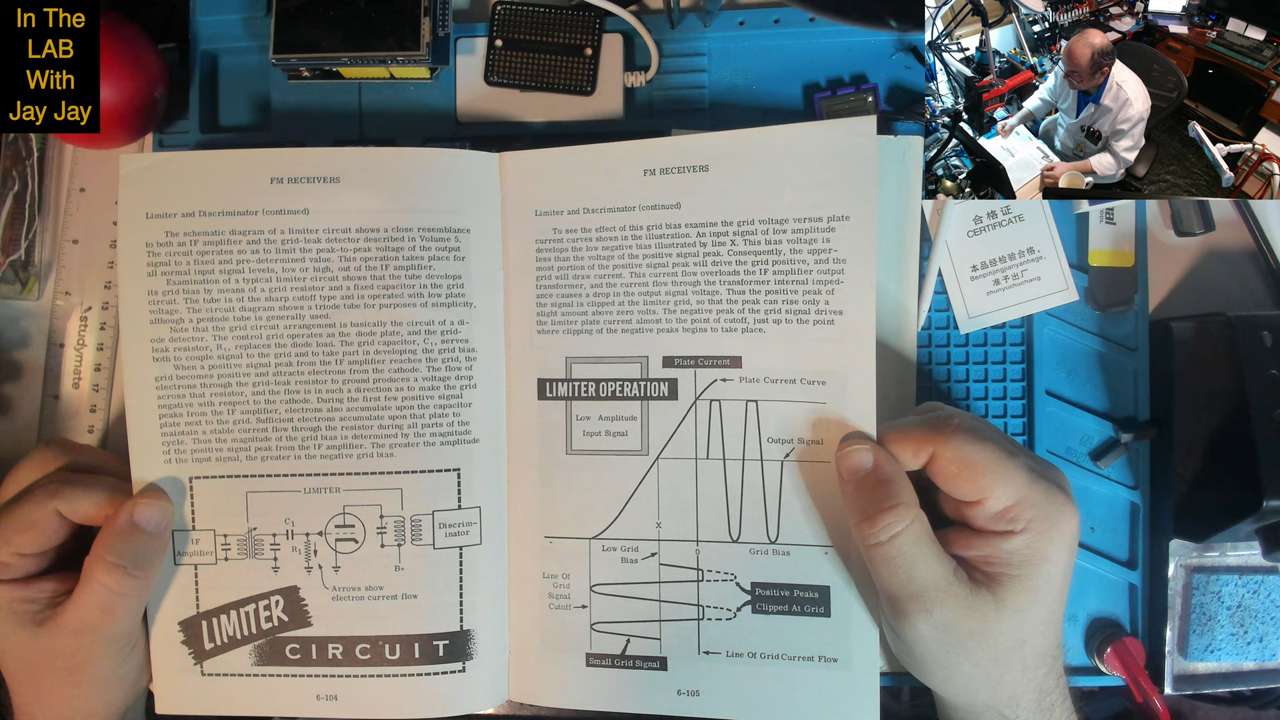 In The
LAB
With
Jay Jay
FM RECEIVERS
Limiter and Discriminator (continued)
The schematic diagram of a limiter circuit shows a close resemblance
to both an IF amplifier and the grid-leak detector described in Volume 5.
The circuit operates so as to limit the peak-to-peak voltage of the output
signal to a fixed and pre-determined value. This operation takes place for
all normal input signal levels, low or high, out of the IF amplifier.
Examination of a typical limiter circuit shows that the tube develops
its grid bias by means of a grid resistor and a fixed capacitor in the grid
circuit. The tube is of the sharp cutoff type and is operated with low plate
voltage. The circuit diagram shows a triode tube for purposes of simplicity,
although a pentode tube is generally used.
Note that the grid circuit arrangement is basically the circuit of a di-
ode detector. The control grid operates as the diode plate, and the grid-
leak resistor, R1, replaces the diode load. The grid capacitor, C1, serves
both to couple signal to the grid and to take part in developing the grid bias.
When a positive peak from the IF amplifier reaches the grid, the
grid becomes positive and attracts electrons from the cathode. The flow of
electrons through the grid-leak resistor to ground produces a voltage drop
across that resistor, and the flow is in such a direction as to make the grid
negative with respect to the cathode. During the first few positive signal
peaks from the IF amplifier, electrons also accumulate upon the capacitor
plate next to the grid. Sufficient electrons accumulate upon that plate to
maintain a stable current flow through the resistor during all parts of the
cycle. Thus the magnitude of the grid bias is determined by the magnitude
of the positive signal peak from the IF amplifier. The greater the amplitude
of the input signal, the greater is the negative grid bias.
LIMITER
IF
Amplifier
C1
R1
B+
Discrim-
inator
Arrows show
electron current flow
LIMITER
CIRCUIT
6-104
FM RECEIVERS
Limiter and Discriminator (continued)
To see the effect of this grid bias examine the grid voltage versus plate
current curves shown in the illustration. An input signal of low amplitude
develops the low negative bias illustrated by line X. This bias voltage is
less than the voltage of the positive signal peak. Consequently, the upper-
most portion of the positive signal peak will drive the grid positive, and the
grid will draw current. This current overloads the IF amplifier output
transformer, and the current flow through the transformer internal imped-
ance causes a drop in the output signal voltage. Thus the positive peak of
the signal is clipped at the limiter grid, so that the peak can rise only a
slight amount above zero volts. The negative peak of the grid signal drives
the limiter plate current almost to the point of cutoff, just up to the point
where clipping of the negative peaks begins to take place.
LIMITER OPERATION
Low Amplitude
Input Signal
Plate Current
Plate Current Curve
Output Signal
X
-
0
Grid Bias
+
Low Grid
Bias
Line Of
Grid
Signal
Cutoff
Positive Peaks
Clipped At Grid
Small Grid Signal
Line Of Grid Current Flow
6-105
合格证
CERTIFICATE
本品经检验合格,
Benpinjingjianyanhege,
准予出厂
zhunyuchuchang
studymate